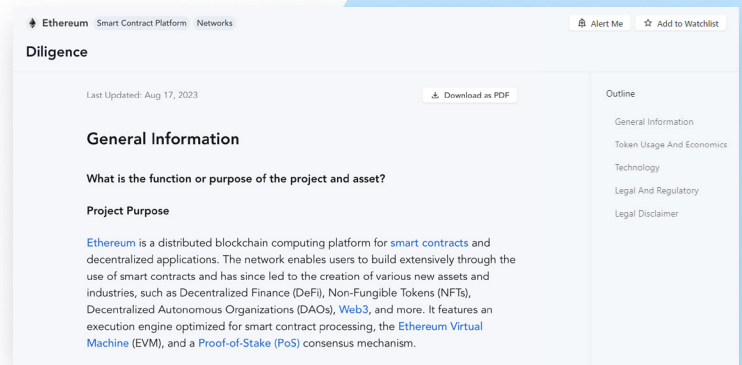 Ethereum Smart Contract Platform Networks
Alert Me Add to Watchlist
Diligence
Last Updated: Aug 17, 2023
Download as PDF
General Information
What is the function or purpose of the project and asset?
Project Purpose
Ethereum is a distributed blockchain computing platform for smart contracts and
decentralized applications. The network enables users to build extensively through the
use of smart contracts and has since led to the creation of various new assets and
industries, such as Decentralized Finance (DeFi), Non-Fungible Tokens (NFTs),
Decentralized Autonomous Organizations (DAOs), Web3, and more. It features an
execution engine optimized for smart contract processing, the Ethereum Virtual
Machine (EVM), and a Proof-of-Stake (PoS) consensus mechanism.
Outline
General Information
Token Usage And Economics
Technology
Legal And Regulatory
Legal Disclaimer